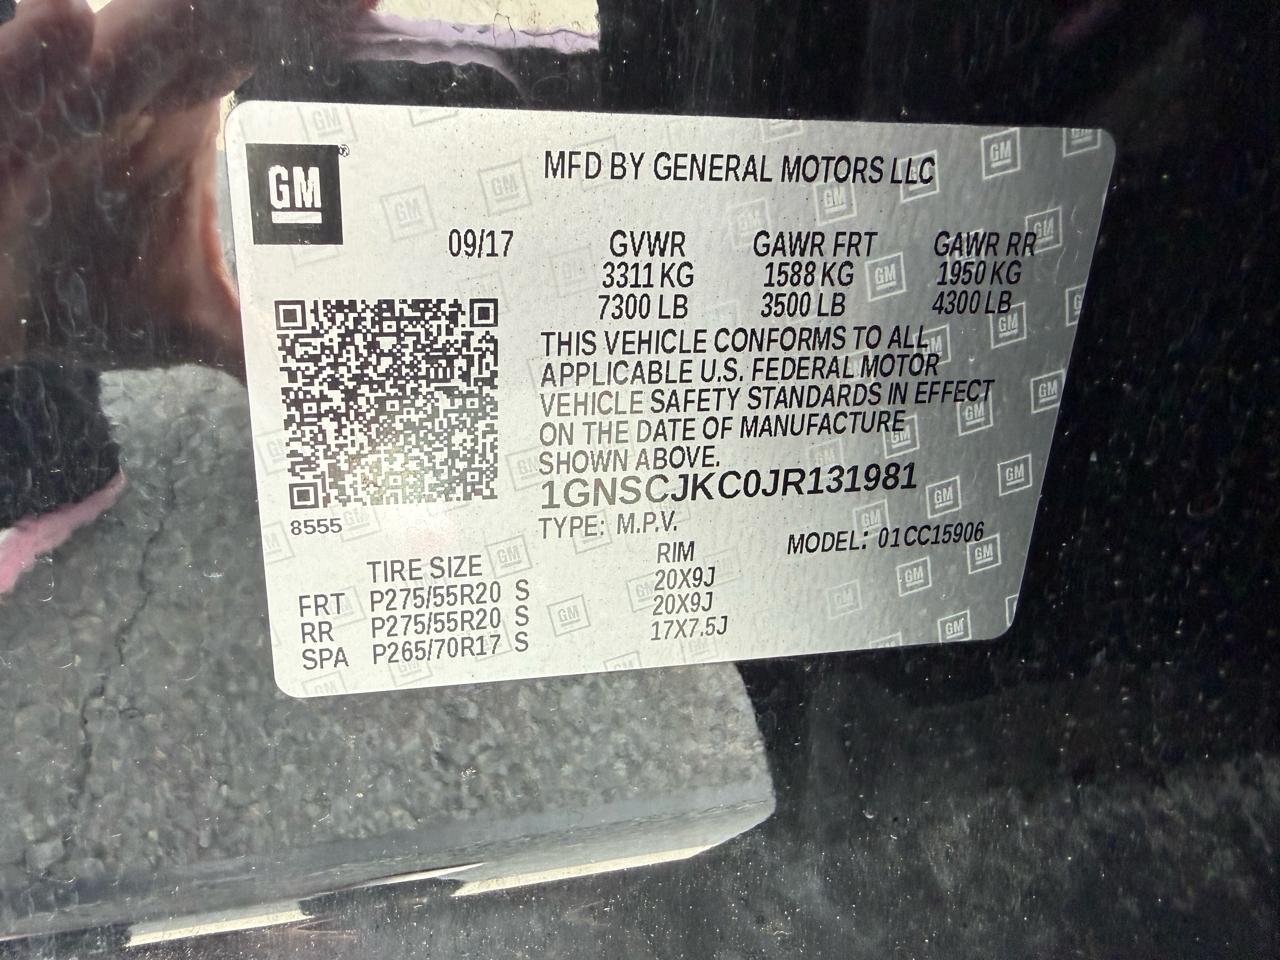 GM ®
MFD BY GENERAL MOTORS LLC
09/17 GVWR GAWR FRT GAWR RR
3311 KG 1588 KG 1950 KG
7300 LB 3500 LB 4300 LB
THIS VEHICLE CONFORMS TO ALL
APPLICABLE U.S. FEDERAL MOTOR
VEHICLE SAFETY STANDARDS IN EFFECT
ON THE DATE OF MANUFACTURE
SHOWN ABOVE.
1GNSCJKC0JR131981
8555
TYPE: M.P.V. MODEL: 01CC15906
TIRE SIZE RIM
FRT P275/55R20 S 20X9J
RR P275/55R20 S 20X9J
SPA P265/70R17 S 17X7.5J